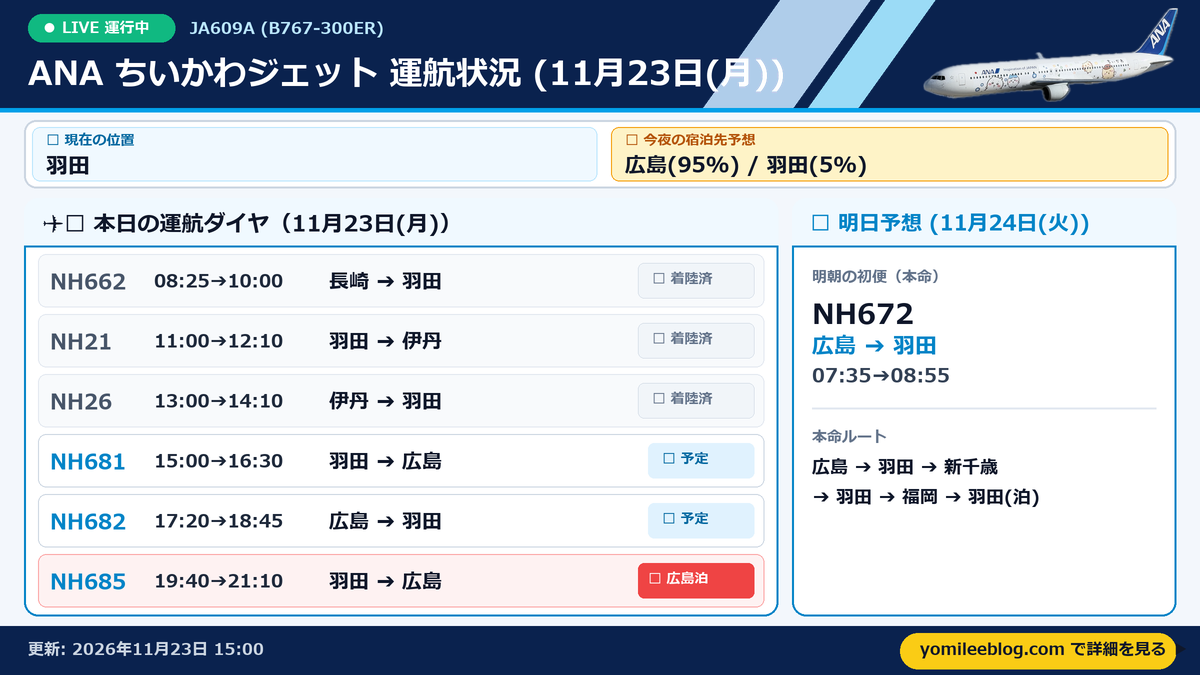 ● LIVE 運行中
JA609A (B767-300ER)
ANA ちいかわジェット 運航状況 (11月23日(月))
ANA
ANA
□ 現在の位置
羽田
□ 今夜の宿泊先予想
広島(95%) / 羽田(5%)
✈□ 本日の運航ダイヤ（11月23日(月)）
NH662 08:25→10:00 長崎 → 羽田 □ 着陸済
NH21 11:00→12:10 羽田 → 伊丹 □ 着陸済
NH26 13:00→14:10 伊丹 → 羽田 □ 着陸済
NH681 15:00→16:30 羽田 → 広島 □ 予定
NH682 17:20→18:45 広島 → 羽田 □ 予定
NH685 19:40→21:10 羽田 → 広島 □ 広島泊
□ 明日予想 (11月24日(火))
明朝の初便（本命）
NH672
広島 → 羽田
07:35→08:55
本命ルート
広島 → 羽田 → 新千歳
→ 羽田 → 福岡 → 羽田(泊)
更新: 2026年11月23日 15:00
yomileeblog.com で詳細を見る